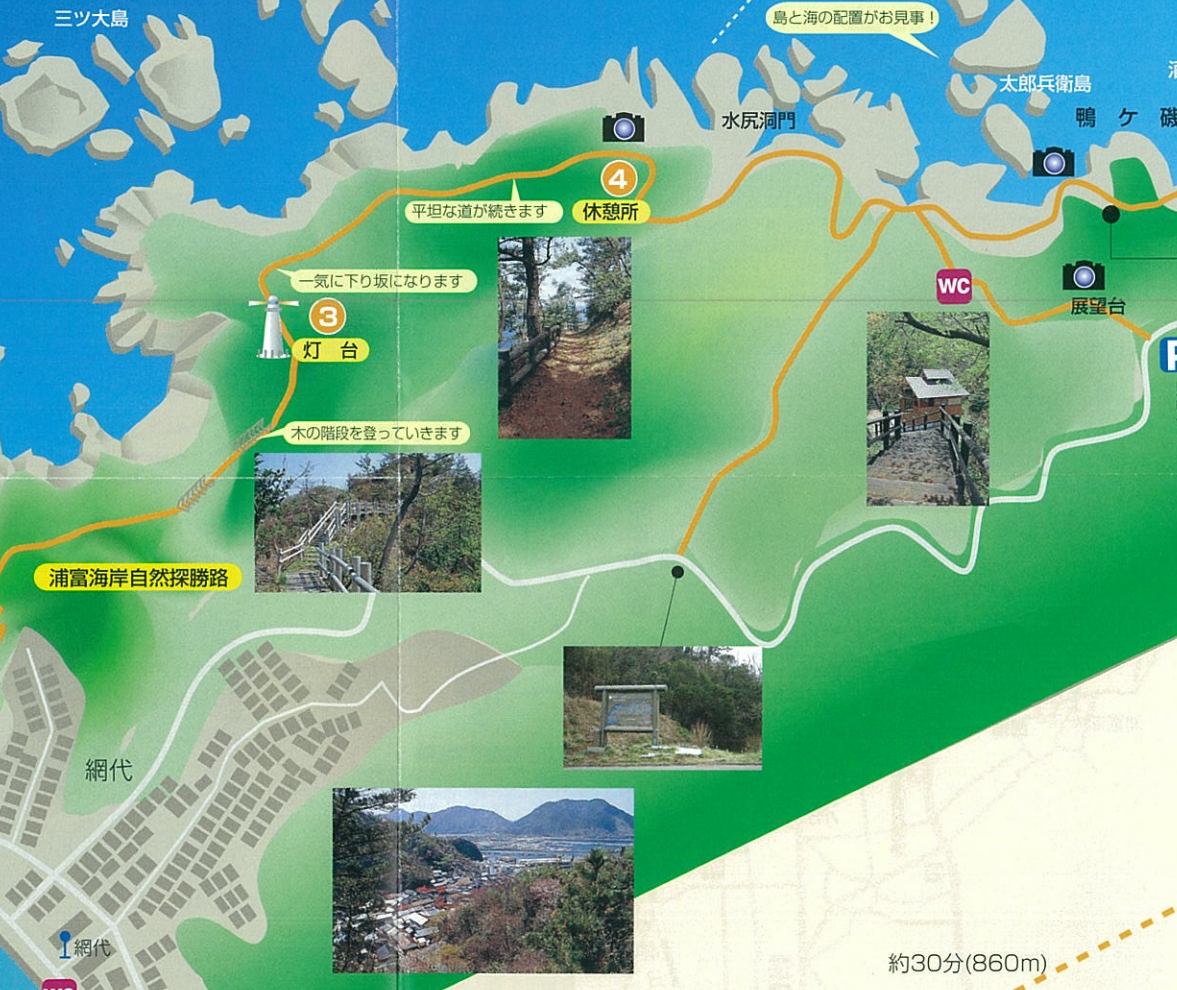 三ツ大島
島と海の配置がお見事！
太郎兵衛島
鴨ケ磯
水尻洞門
4
平坦な道が続きます
休憩所
一気に下り坂になります
WC
3
展望台
灯台
P
木の階段を登っていきます
浦富海岸自然探勝路
網代
網代
約30分(860m)
WC